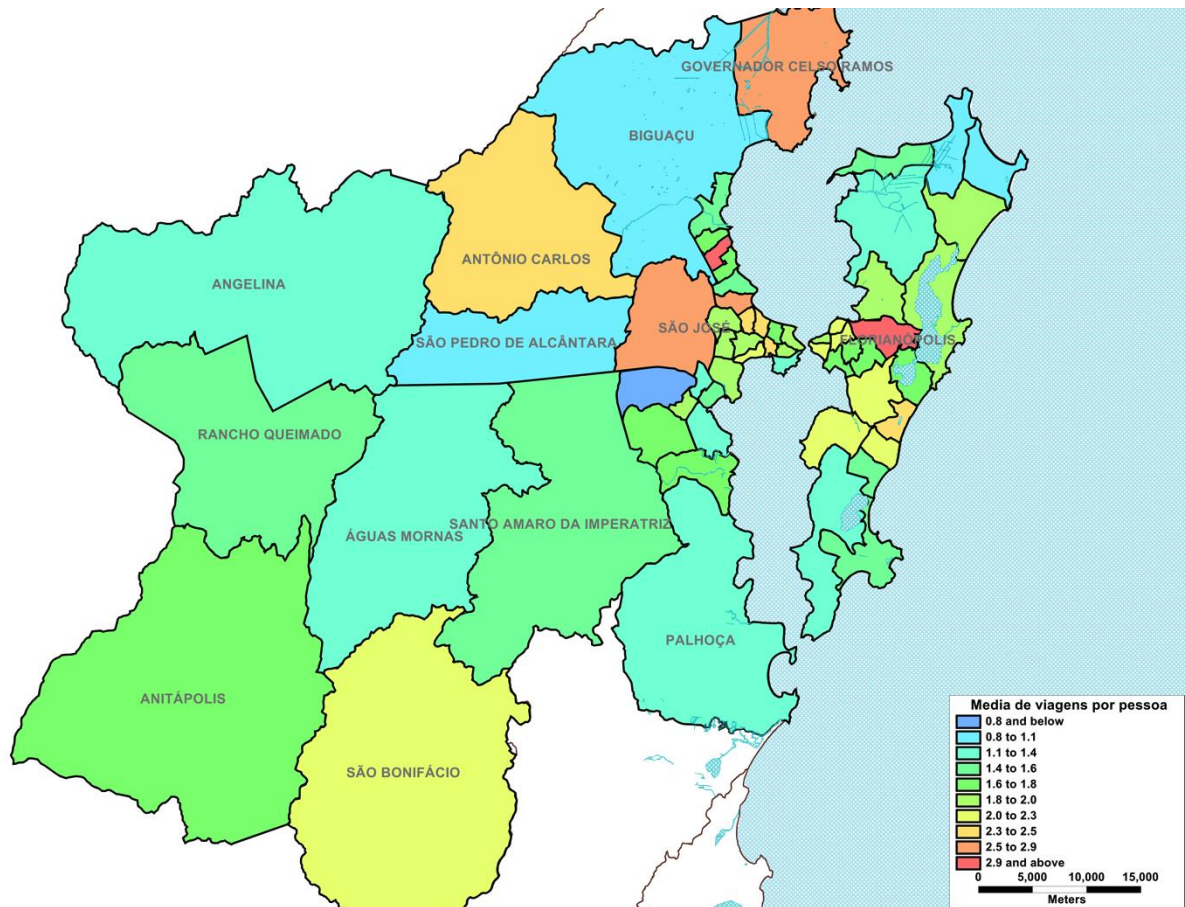 GOVERNADOR CELSO RAMOS
BIGUAÇU
ANTÔNIO CARLOS
ANGELINA
SÃO JOSÉ
FLORIANÓPOLIS
SÃO PEDRO DE ALCÂNTARA
RANCHO QUEIMADO
SANTO AMARO DA IMPERATRIZ
ÁGUAS MORNAS
PALHOÇA
ANITÁPOLIS
SÃO BONIFÁCIO
Media de viagens por pessoa
0.8 and below
0.8 to 1.1
1.1 to 1.4
1.4 to 1.6
1.6 to 1.8
1.8 to 2.0
2.0 to 2.3
2.3 to 2.5
2.5 to 2.9
2.9 and above
0 5,000 10,000 15,000
Meters